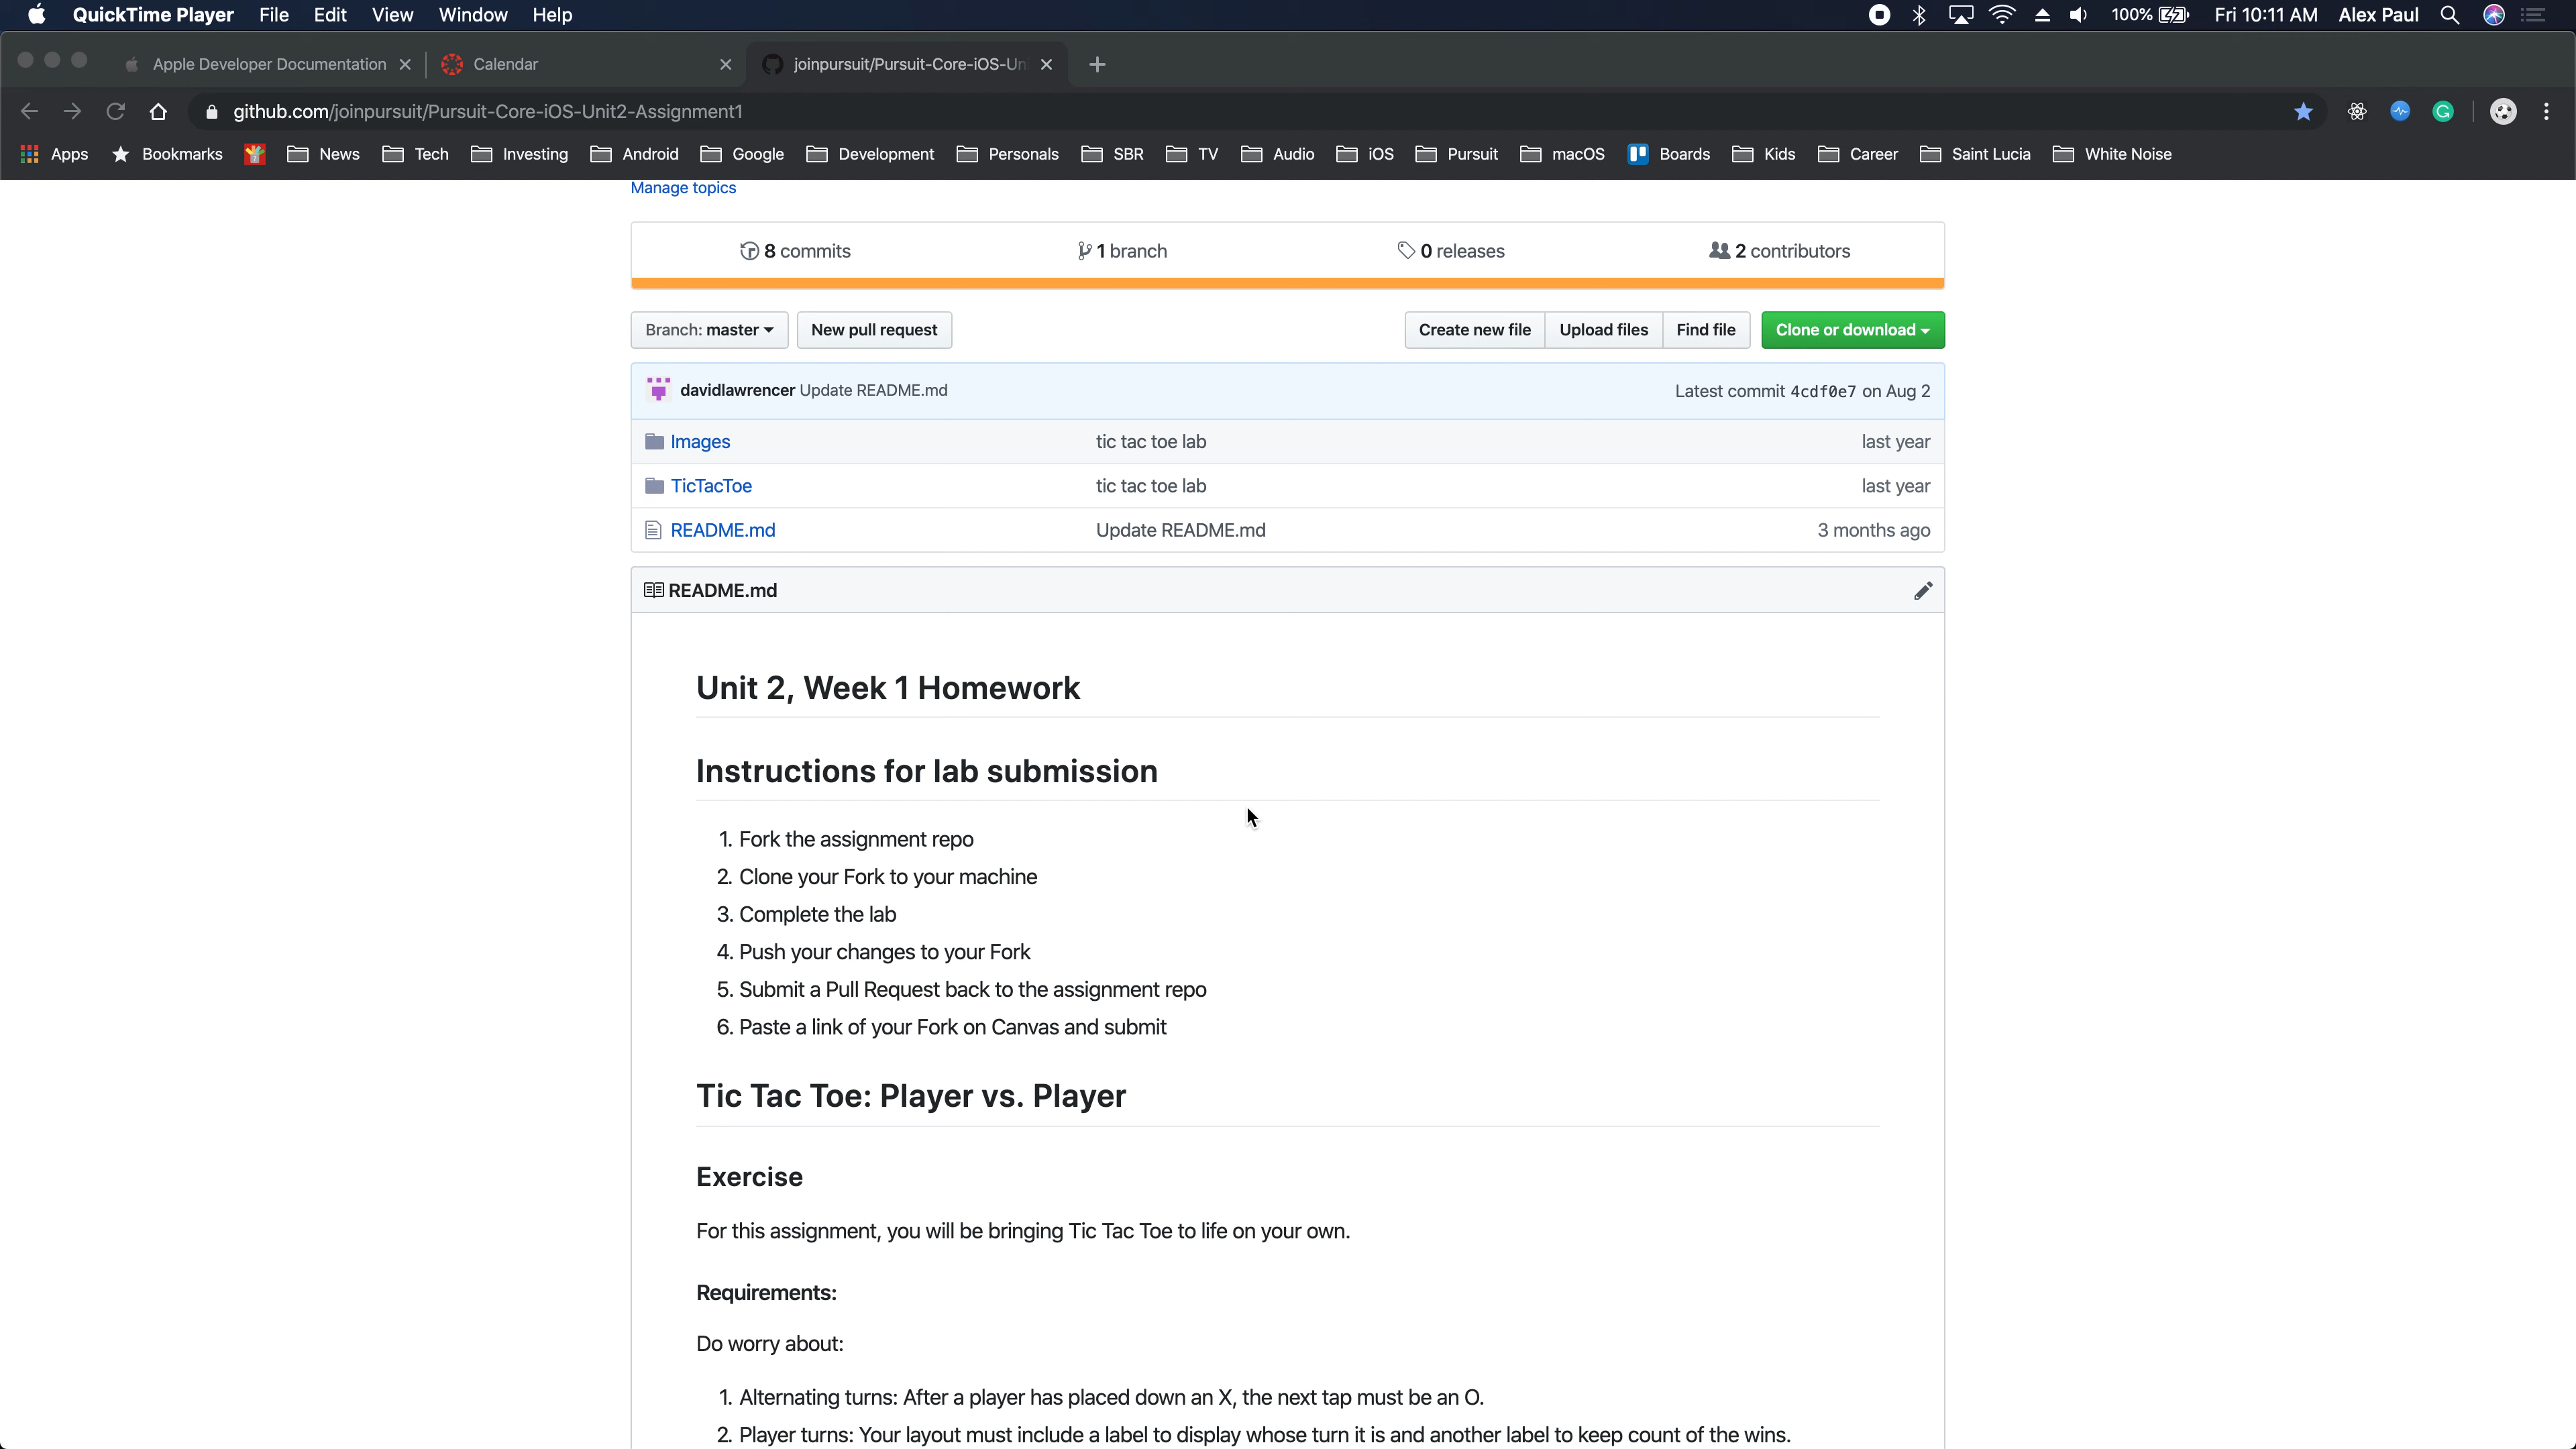 QuickTime Player File Edit View Window Help 100% Fri 10:11 AM Alex Paul
Apple Developer Documentation Calendar joinpursuit/Pursuit-Core-iOS-Un
github.com/joinpursuit/Pursuit-Core-iOS-Unit2-Assignment1
Apps Bookmarks News Tech Investing Android Google Development Personals SBR TV Audio iOS Pursuit macOS Boards Kids Career Saint Lucia White Noise
Manage topics
8 commits 1 branch 0 releases 2 contributors
Branch: master New pull request Create new file Upload files Find file Clone or download
davidlawrencer Update README.md Latest commit 4cdf0e7 on Aug 2
Images tic tac toe lab last year
TicTacToe tic tac toe lab last year
README.md Update README.md 3 months ago
README.md
Unit 2, Week 1 Homework
Instructions for lab submission
1. Fork the assignment repo
2. Clone your Fork to your machine
3. Complete the lab
4. Push your changes to your Fork
5. Submit a Pull Request back to the assignment repo
6. Paste a link of your Fork on Canvas and submit
Tic Tac Toe: Player vs. Player
Exercise
For this assignment, you will be bringing Tic Tac Toe to life on your own.
Requirements:
Do worry about:
1. Alternating turns: After a player has placed down an X, the next tap must be an O.
2. Player turns: Your layout must include a label to display whose turn it is and another label to keep count of the wins.